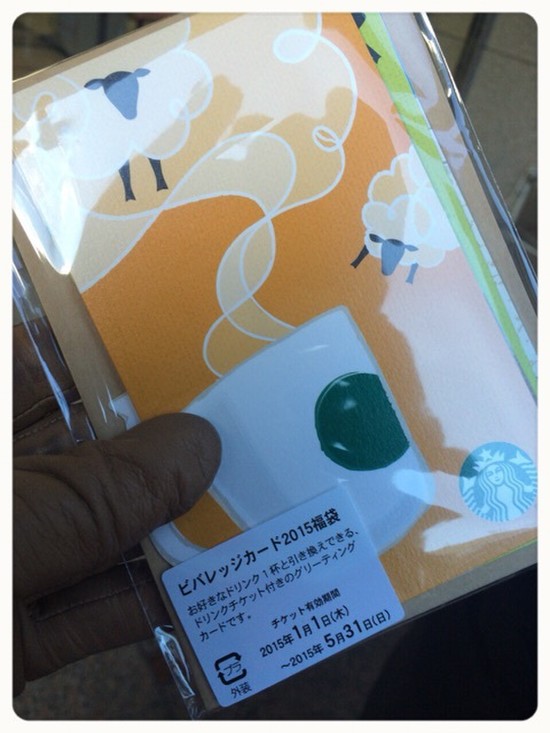 ビバレッジカード2015福袋
お好きなドリンク1杯と引き換えできる、
ドリンクチケット付きのグリーティング
カードです。
チケット有効期間
2015年1月1日(木)
～2015年5月31日(日)
プラ
外装